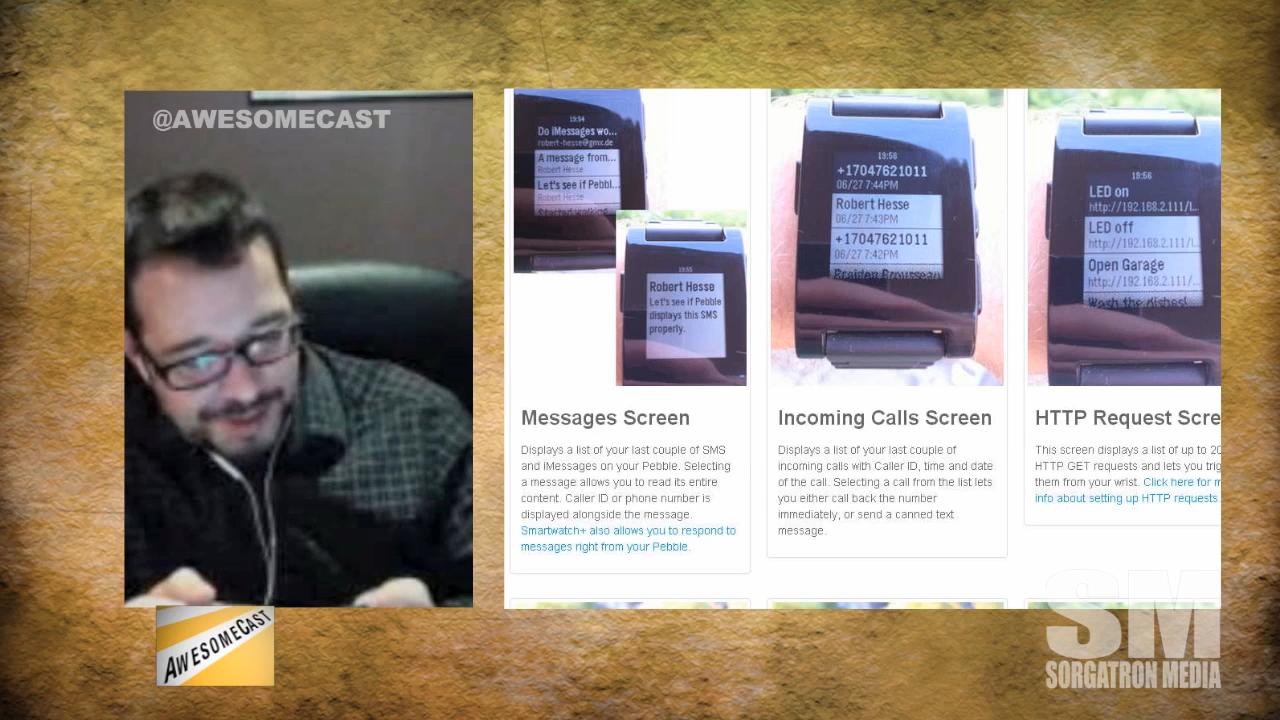 @AWESOMECAST
19:54
Do iMessages wo...
robert-hesse@gmx.de
A message from...
Robert Hesse
Let's see if Pebbl...
Robert Hesse
Started working
19:55
Robert Hesse
Let's see if Pebble
displays this SMS
properly.
19:56
+17047621011
06/27 7:44PM
Robert Hesse
06/27 7:43PM
+17047621011
06/27 7:42PM
Braiden Brousseau
19:56
LED on
http://192.168.2.111/l...
LED off
http://192.168.2.111/l...
Open Garage
http://192.168.2.111/...
Wash the dishes!
Messages Screen
Displays a list of your last couple of SMS
and iMessages on your Pebble. Selecting
a message allows you to read its entire
content. Caller ID or phone number is
displayed alongside the message.
Smartwatch+ also allows you to respond to
messages right from your Pebble.
Incoming Calls Screen
Displays a list of your last couple of
incoming calls with Caller ID, time and date
of the call. Selecting a call from the list lets
you either call back the number
immediately, or send a canned text
message.
HTTP Request Scre
This screen displays a list of up to 20
HTTP GET requests and lets you trig
them from your wrist. Click here for m
info about setting up HTTP requests
AWESOMECAST
SM
SORGATRON MEDIA